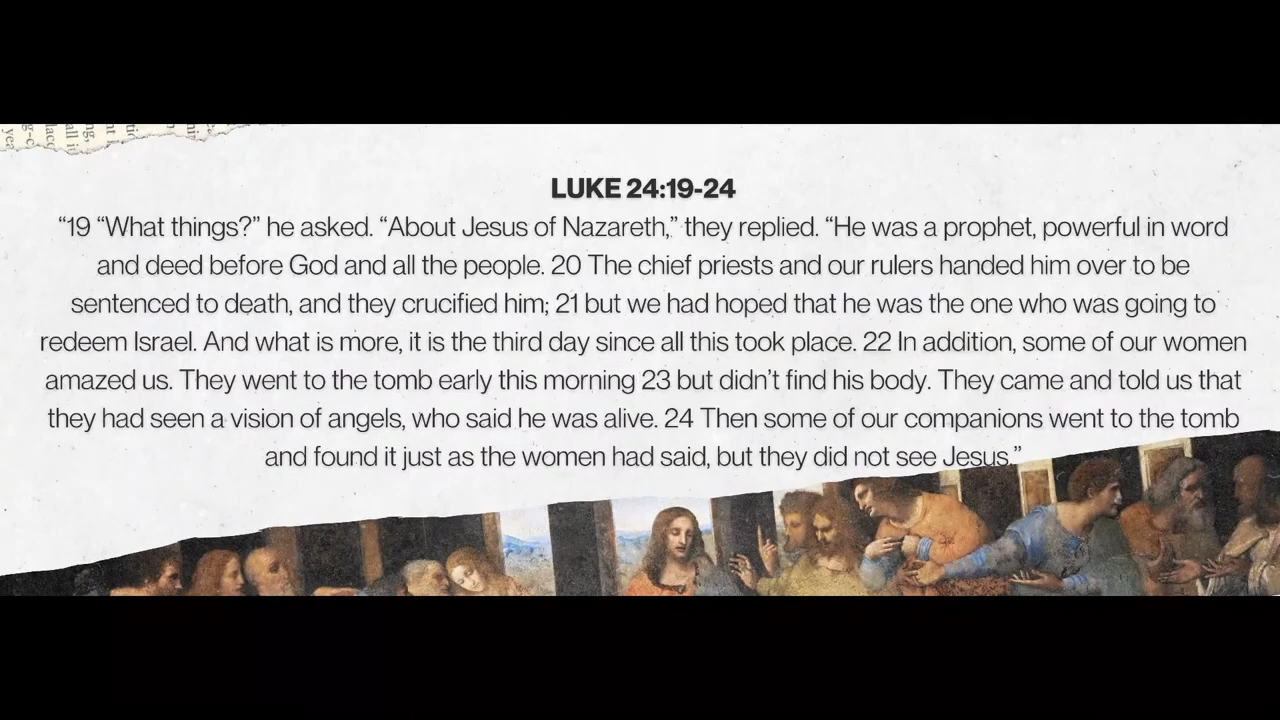 LUKE 24:19-24
“19 “What things?” he asked. “About Jesus of Nazareth,” they replied. “He was a prophet, powerful in word
and deed before God and all the people. 20 The chief priests and our rulers handed him over to be
sentenced to death, and they crucified him; 21 but we had hoped that he was the one who was going to
redeem Israel. And what is more, it is the third day since all this took place. 22 In addition, some of our women
amazed us. They went to the tomb early this morning 23 but didn’t find his body. They came and told us that
they had seen a vision of angels, who said he was alive. 24 Then some of our companions went to the tomb
and found it just as the women had said, but they did not see Jesus.”